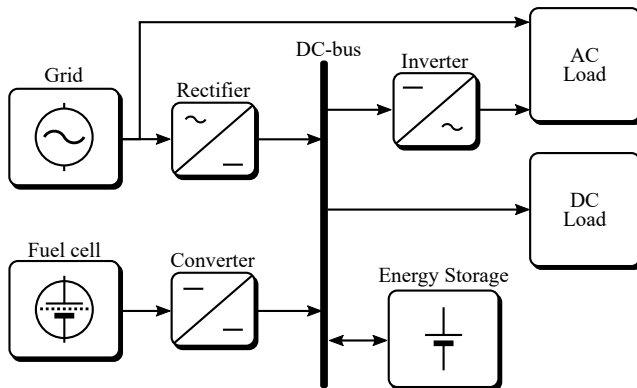 DC-bus
Grid
Rectifier
Inverter
AC
Load
DC
Load
Fuel cell
Converter
Energy Storage